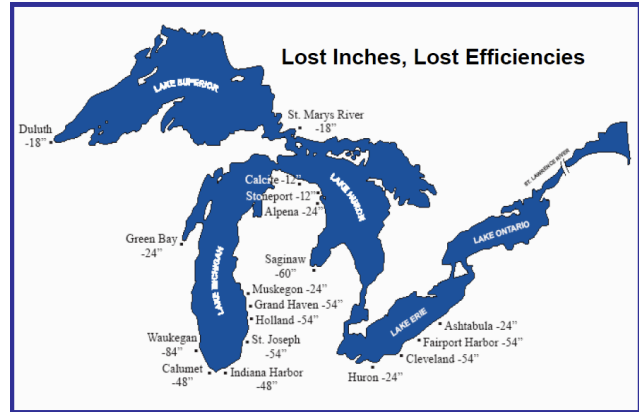 Lost Inches, Lost Efficiencies
LAKE SUPERIOR
St. Marys River
-18”
Duluth
-18”
Calcite -12”
Stoneport -12”
Alpena -24”
LAKE HURON
ST. LAWRENCE RIVER
LAKE ONTARIO
Green Bay
-24”
LAKE MICHIGAN
Saginaw
-60”
Muskegon -24”
Grand Haven -54”
Holland -54”
St. Joseph
-54”
Waukegan
-84”
Calumet
-48”
Indiana Harbor
-48”
LAKE ERIE
Ashtabula -24”
Fairport Harbor -54”
Cleveland -54”
Huron -24”